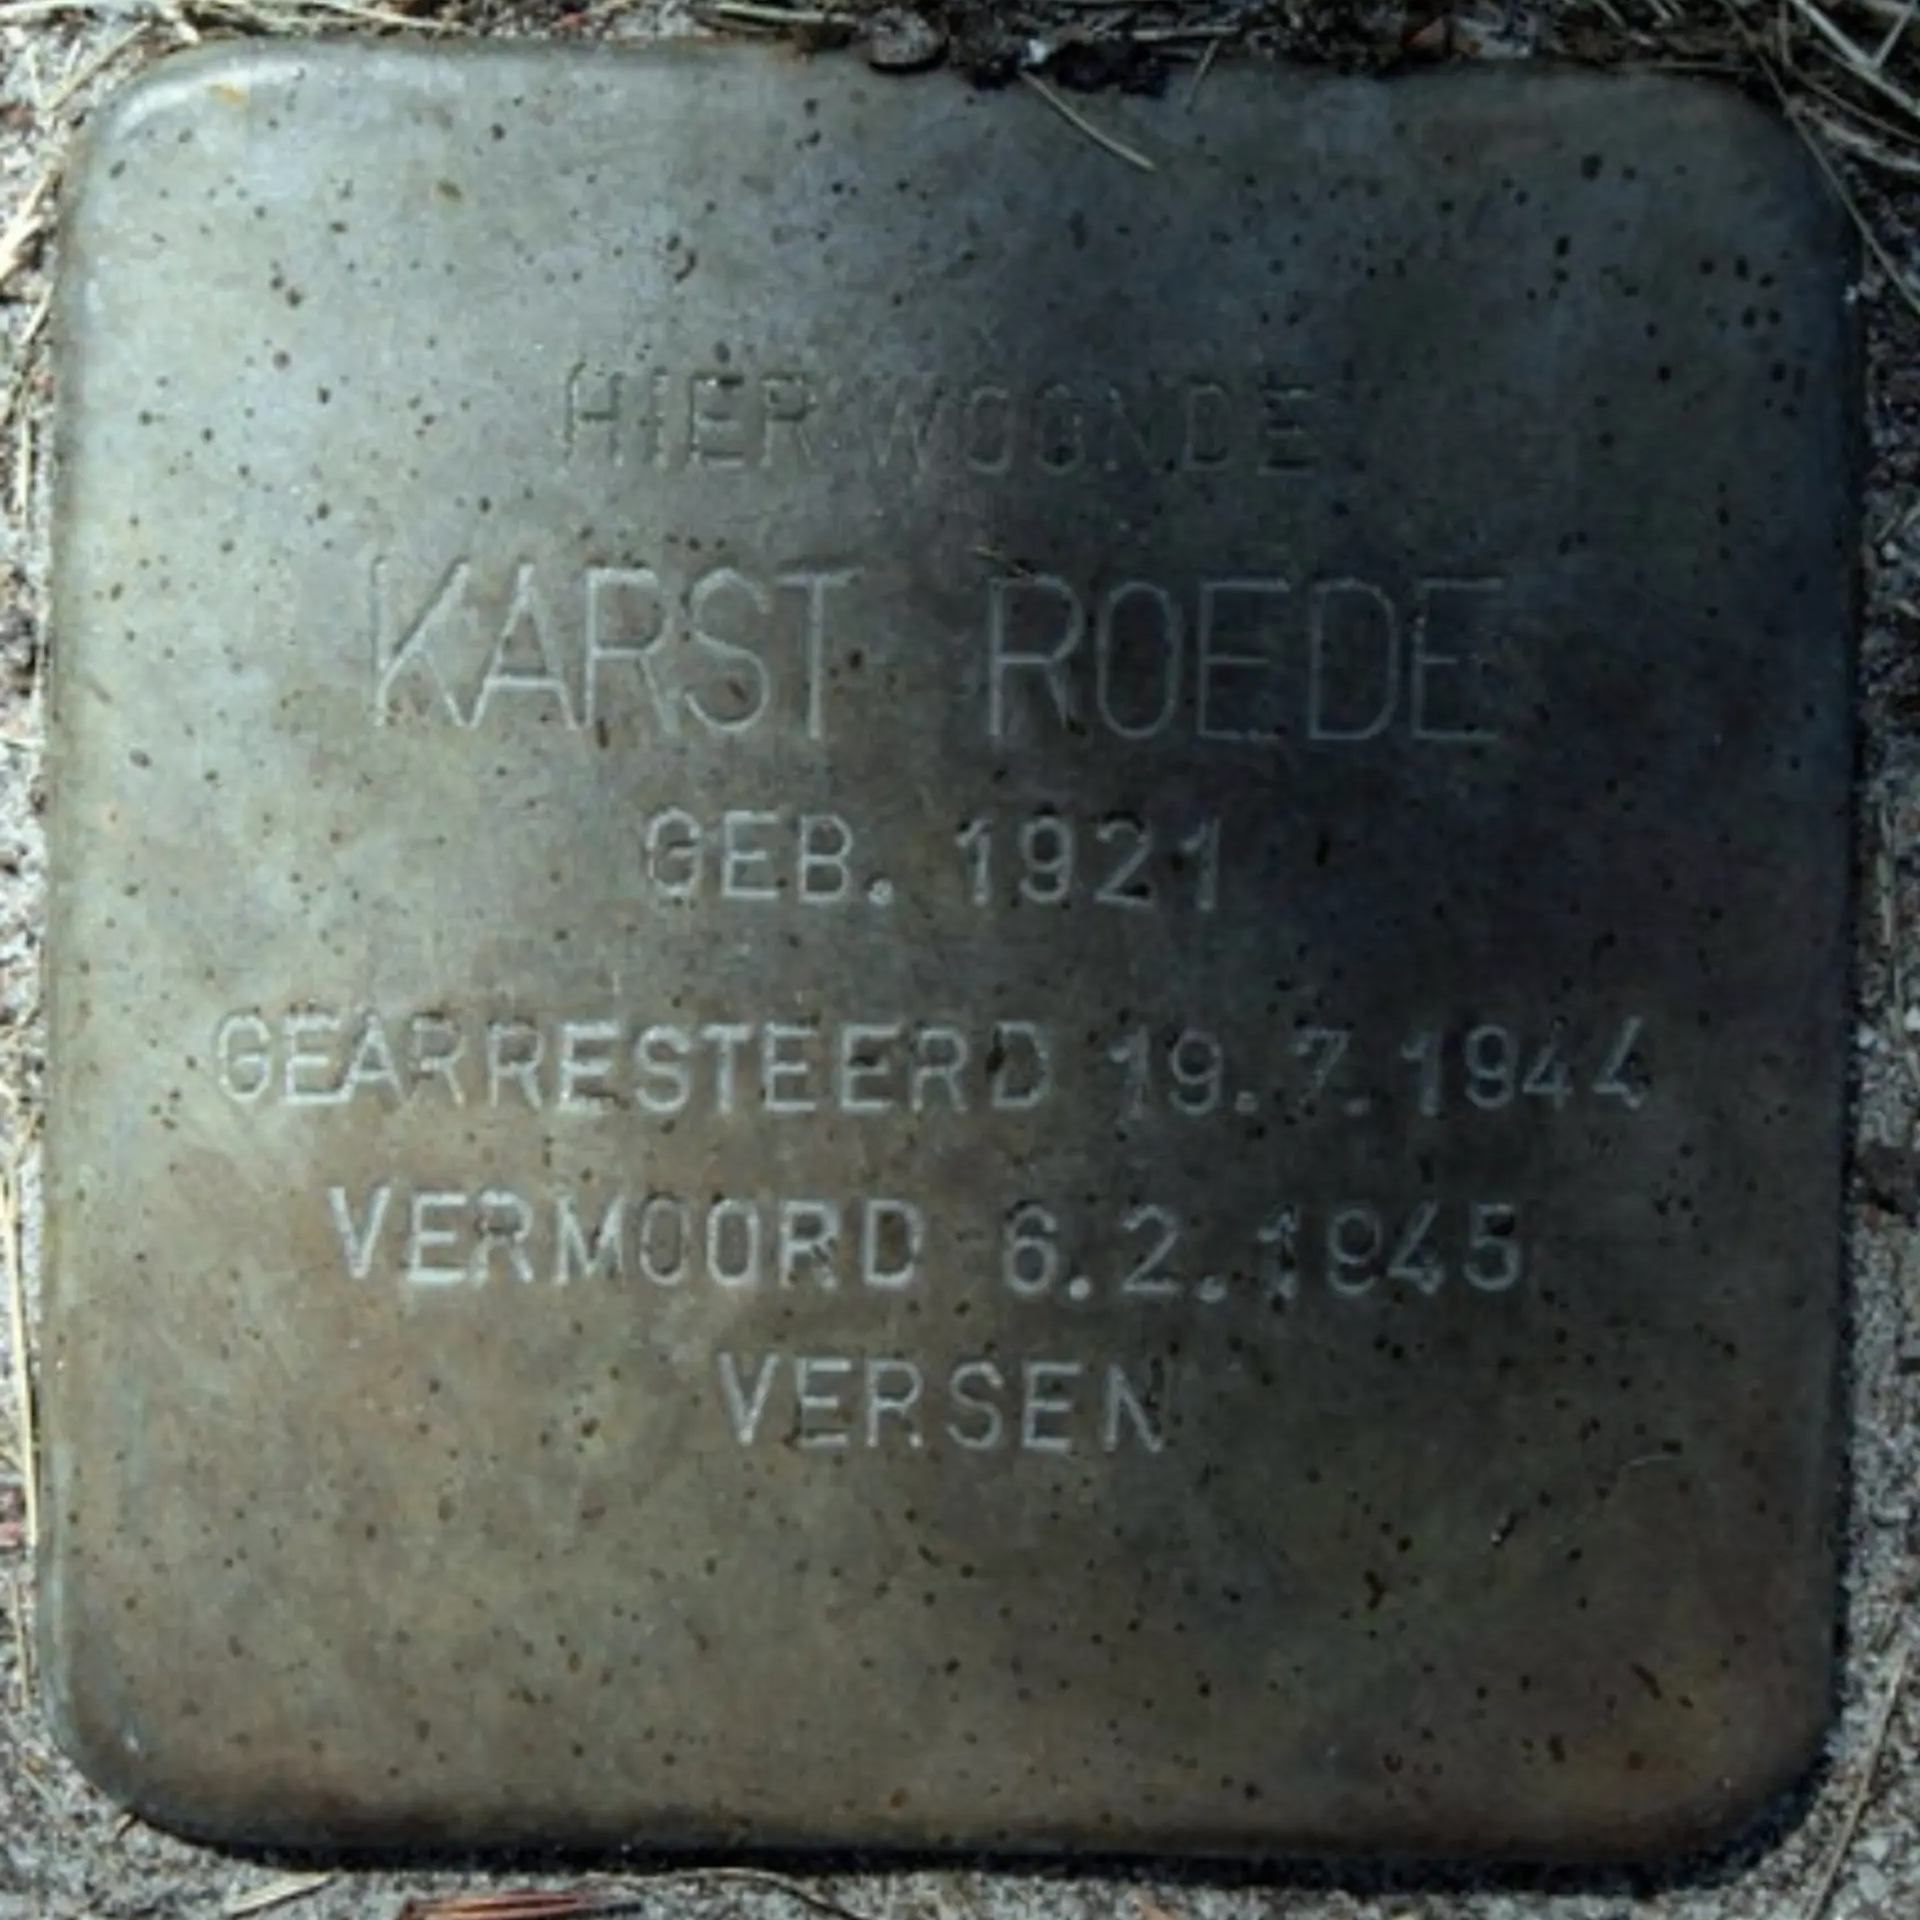 HIER WOONDE
KARST ROEDE
GEB. 1921
GEARRESTEERD 19.7.1944
VERMOORD 6.2.1945
VERSEN